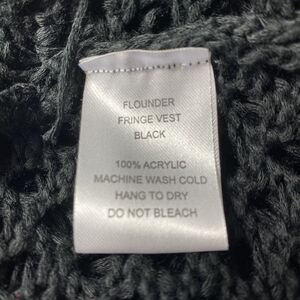 FLOUNDER
FRINGE VEST
BLACK
100% ACRYLIC
MACHINE WASH COLD
HANG TO DRY
DO NOT BLEACH